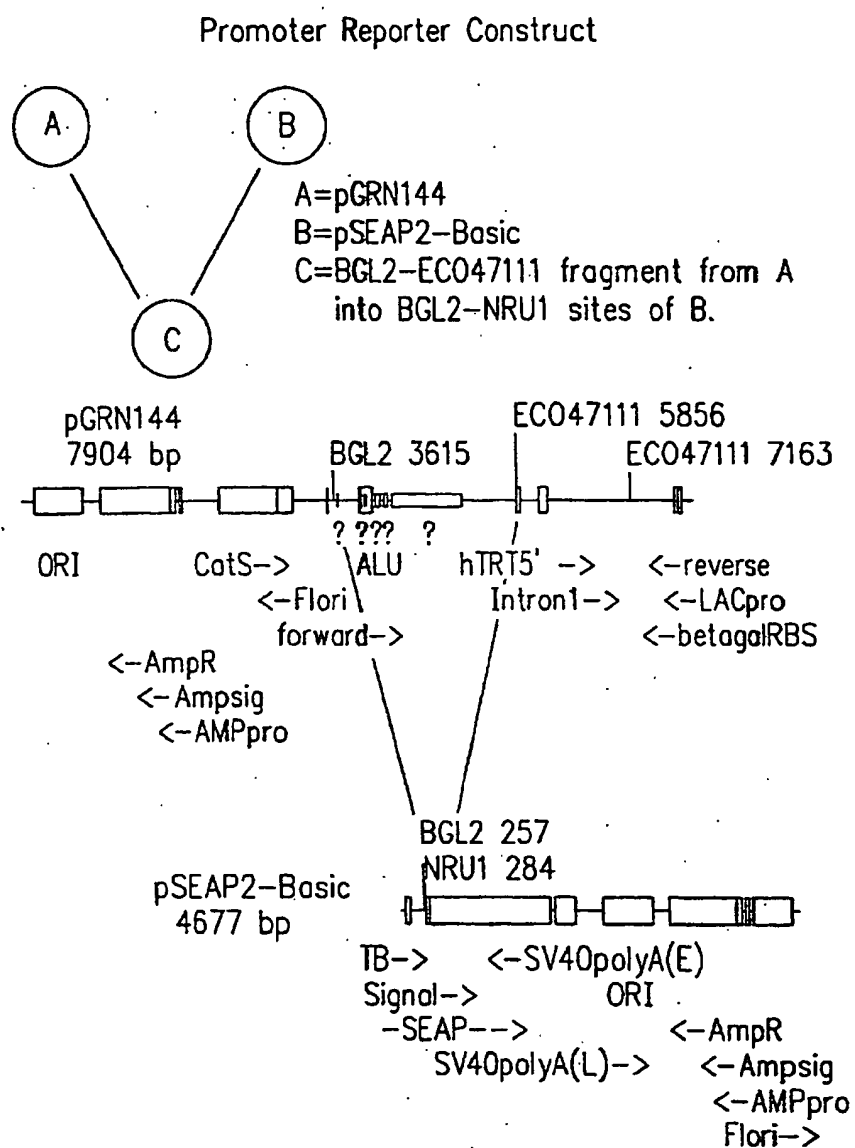 Promoter Reporter Construct
A
B
A=pGRN144
B=pSEAP2-Basic
C=BGL2-ECO47111 fragment from A
into BGL2-NRU1 sites of B.
C
pGRN144
7904 bp
BGL2 3615
ECO47111 5856
ECO47111 7163
? ??? ?
ORI CatS-> ALU hTRT5' -> <-reverse
<-Flori Intron1-> <-LACpro
forward-> <-betagalRBS
<-AmpR
<-Ampsig
<-AMPpro
BGL2 257
NRU1 284
pSEAP2-Basic
4677 bp
TB-> <-SV40polyA(E)
Signal-> ORI
-SEAP--> <-AmpR
SV40polyA(L)-> <-Ampsig
<-AMPpro
Flori->